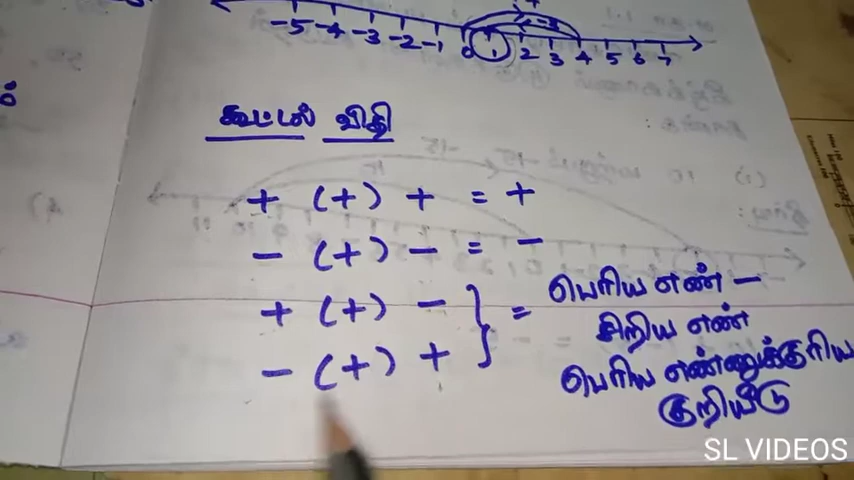 -5 -4 -3 -2 -1 0 1 2 3 4 5 6 7
கூட்டல் விதி
+ (+) + = +
- (+) - = -
+ (+) - } = பெரிய எண் -
சிறிய எண்
- (+) + பெரிய எண்ணுக்குரிய
குறியீடு
SL VIDEOS